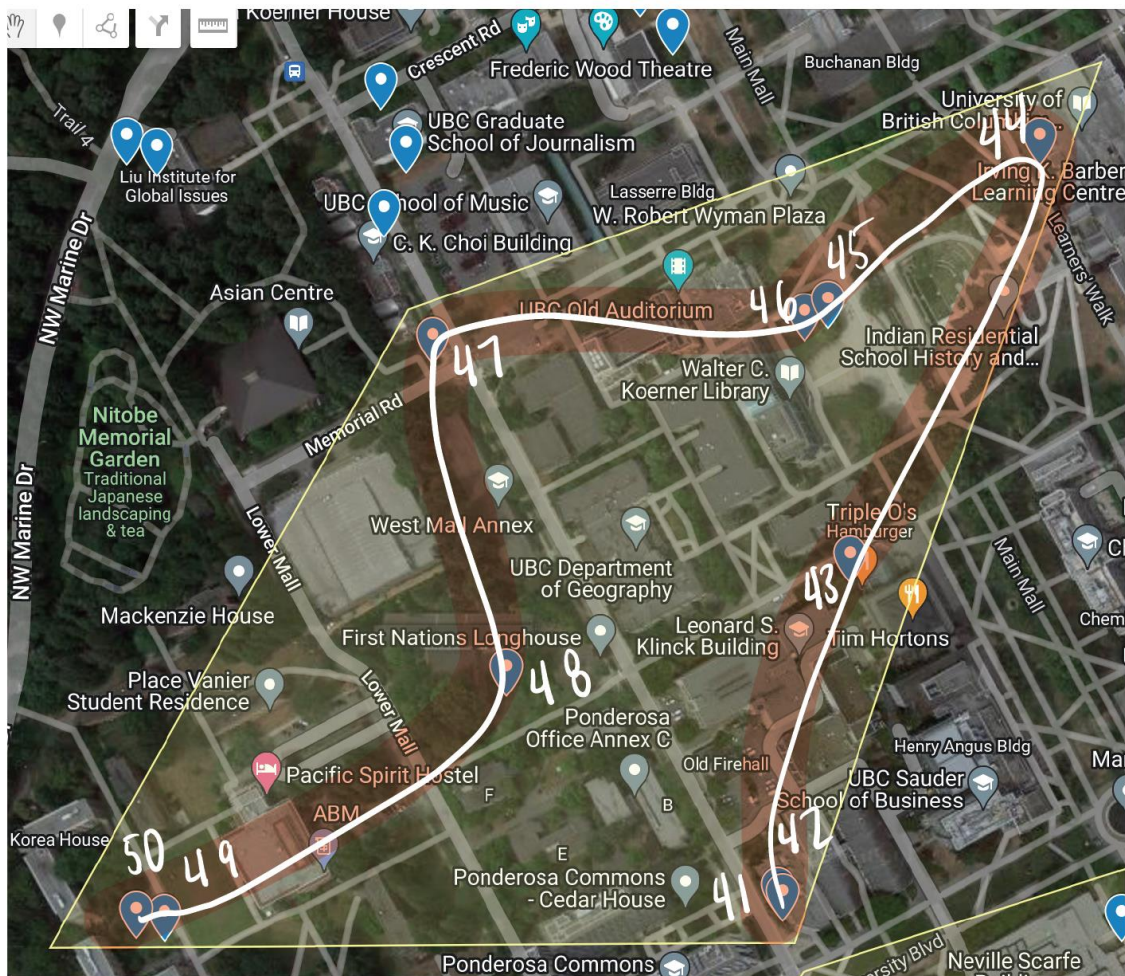 Koerner House
Crescent Rd
Frederic Wood Theatre
Main Mall
Buchanan Bldg
Trail 4
UBC Graduate
School of Journalism
University of
British
44
Liu Institute for
Global Issues
Irving K. Barber
Learning Centre
Lasserre Bldg
UBC School of Music
W. Robert Wyman Plaza
C. K. Choi Building
45
Learners' Walk
NW Marine Dr
Asian Centre
UBC Old Auditorium
46
Indian Residential
School History and...
47
Walter C.
Koerner Library
Memorial Rd
Nitobe
Memorial
Garden
Traditional
Japanese
landscaping
& tea
NW Marine Dr
West Mall Annex
Lower Mall
Triple O's
Hamburger
UBC Department
of Geography
43
Main Mall
Mackenzie House
First Nations Longhouse
Leonard S.
Klinck Building
Tim Hortons
Chem
48
Place Vanier
Student Residence
Lower Mall
Ponderosa
Office Annex C
Old Firehall
Henry Angus Bldg
Pacific Spirit Hostel
F
B
UBC Sauder
School of Business
ABM
42
Korea House
50
49
E
Ponderosa Commons
- Cedar House
41
Ponderosa Commons
Neville Scarfe